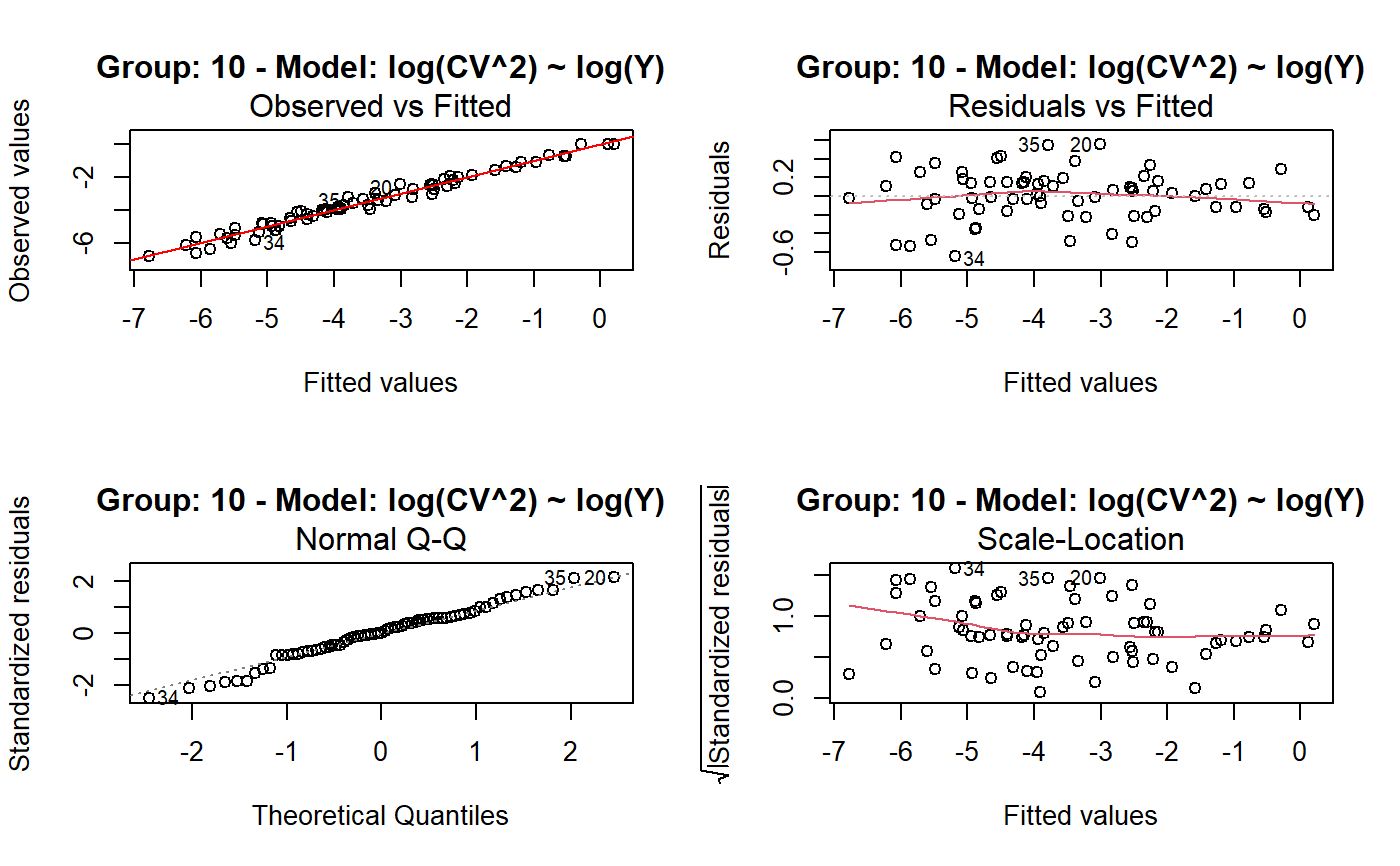 Group: 10 - Model: log(CV^2) ~ log(Y)
Observed vs Fitted
Observed values
-2
-6
35
20
34
-7 -6 -5 -4 -3 -2 -1 0
Fitted values
Group: 10 - Model: log(CV^2) ~ log(Y)
Residuals vs Fitted
Residuals
0.2
-0.6
35
20
34
-7 -6 -5 -4 -3 -2 -1 0
Fitted values
Group: 10 - Model: log(CV^2) ~ log(Y)
Normal Q-Q
Standardized residuals
2
0
-2
35
20
34
-2 -1 0 1 2
Theoretical Quantiles
Group: 10 - Model: log(CV^2) ~ log(Y)
Scale-Location
√|Standardized residuals|
1.0
0.0
34
35
20
-7 -6 -5 -4 -3 -2 -1 0
Fitted values